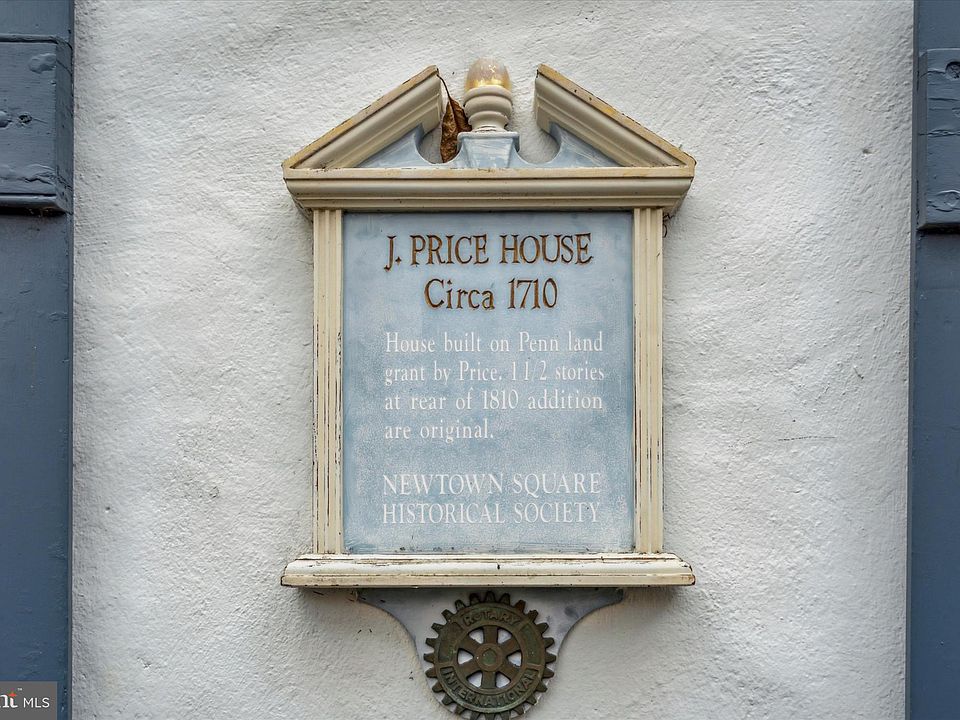 J. PRICE HOUSE
Circa 1710
House built on Penn land
grant by Price. 1 1/2 stories
at rear of 1810 addition
are original.
NEWTOWN SQUARE
HISTORICAL SOCIETY
ROTARY
INTERNATIONAL
MLS